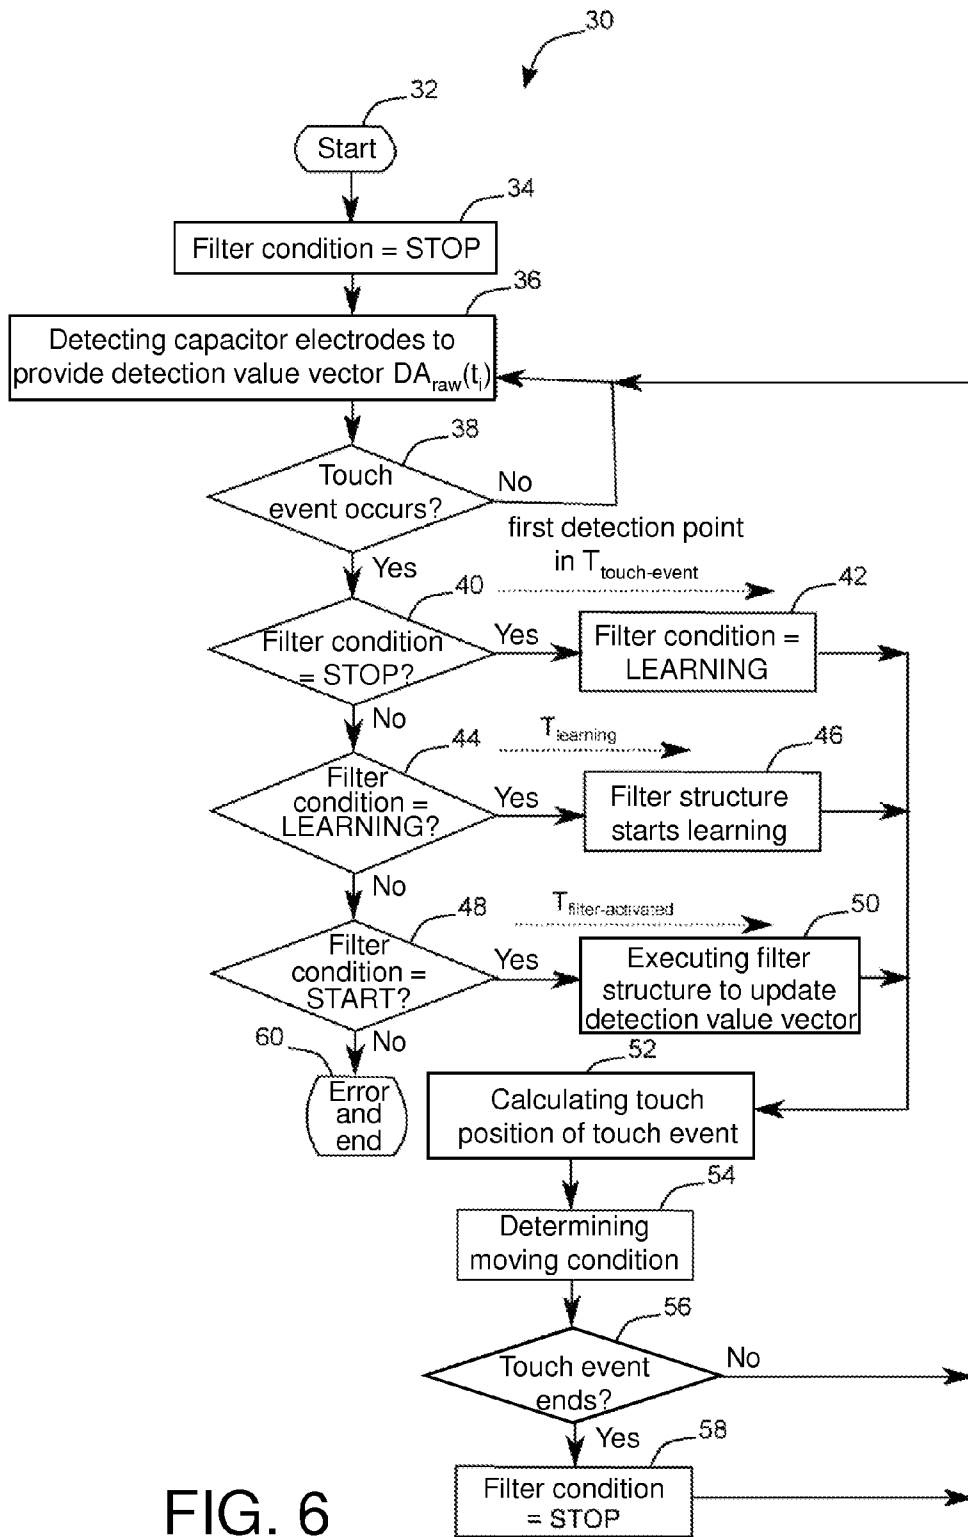 30
32
Start
34
Filter condition = STOP
36
Detecting capacitor electrodes to
provide detection value vector DAraw(ti)
38
Touch
event occurs?
No
Yes
first detection point
in Ttouch-event
40
Filter condition
= STOP?
Yes
42
Filter condition =
LEARNING
No
44
Filter
condition =
LEARNING?
Tlearning
Yes
46
Filter structure
starts learning
No
48
Filter
condition =
START?
Tfilter-activated
Yes
50
Executing filter
structure to update
detection value vector
No
60
Error
and
end
52
Calculating touch
position of touch event
54
Determining
moving condition
56
Touch event
ends?
No
Yes
58
Filter condition
= STOP
FIG. 6